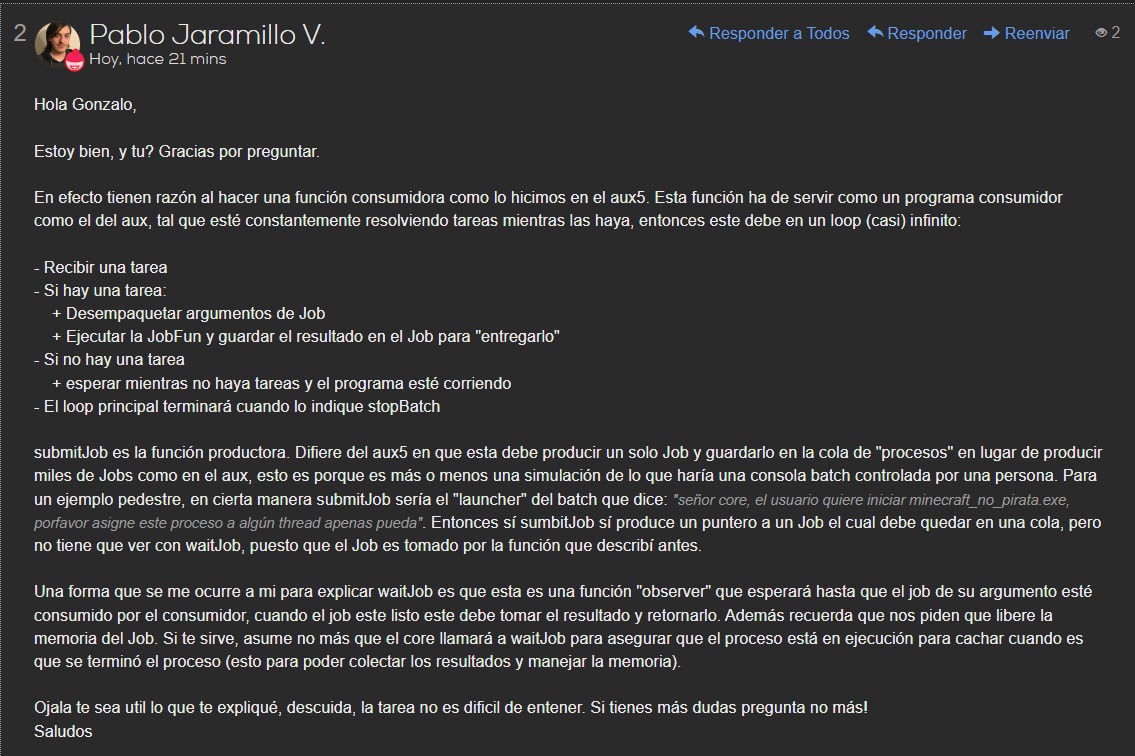 2 Pablo Jaramillo V. Responder a Todos Responder Reenviar 2
Hoy, hace 21 mins
Hola Gonzalo,
Estoy bien, y tu? Gracias por preguntar.
En efecto tienen razón al hacer una función consumidora como lo hicimos en el aux5. Esta función ha de servir como un programa consumidor
como el del aux, tal que esté constantemente resolviendo tareas mientras las haya, entonces este debe en un loop (casi) infinito:
- Recibir una tarea
- Si hay una tarea:
+ Desempaquetar argumentos de Job
+ Ejecutar la JobFun y guardar el resultado en el Job para "entregarlo"
- Si no hay una tarea
+ esperar mientras no haya tareas y el programa esté corriendo
- El loop principal terminará cuando lo indique stopBatch
submitJob es la función productora. Difiere del aux5 en que esta debe producir un solo Job y guardarlo en la cola de "procesos" en lugar de producir
miles de Jobs como en el aux, esto es porque es más o menos una simulación de lo que haría una consola batch controlada por una persona. Para
un ejemplo pedestre, en cierta manera submitJob sería el "launcher" del batch que dice: "señor core, el usuario quiere iniciar minecraft_no_pirata.exe,
porfavor asigne este proceso a algún thread apenas pueda". Entonces sí sumbitJob sí produce un puntero a un Job el cual debe quedar en una cola, pero
no tiene que ver con waitJob, puesto que el Job es tomado por la función que describí antes.
Una forma que se me ocurre a mi para explicar waitJob es que esta es una función "observer" que esperará hasta que el job de su argumento esté
consumido por el consumidor, cuando el job este listo este debe tomar el resultado y retornarlo. Además recuerda que nos piden que libere la
memoria del Job. Si te sirve, asume no más que el core llamará a waitJob para asegurar que el proceso está en ejecución para cachar cuando es
que se terminó el proceso (esto para poder colectar los resultados y manejar la memoria).
Ojala te sea util lo que te expliqué, descuida, la tarea no es dificil de entener. Si tienes más dudas pregunta no más!
Saludos